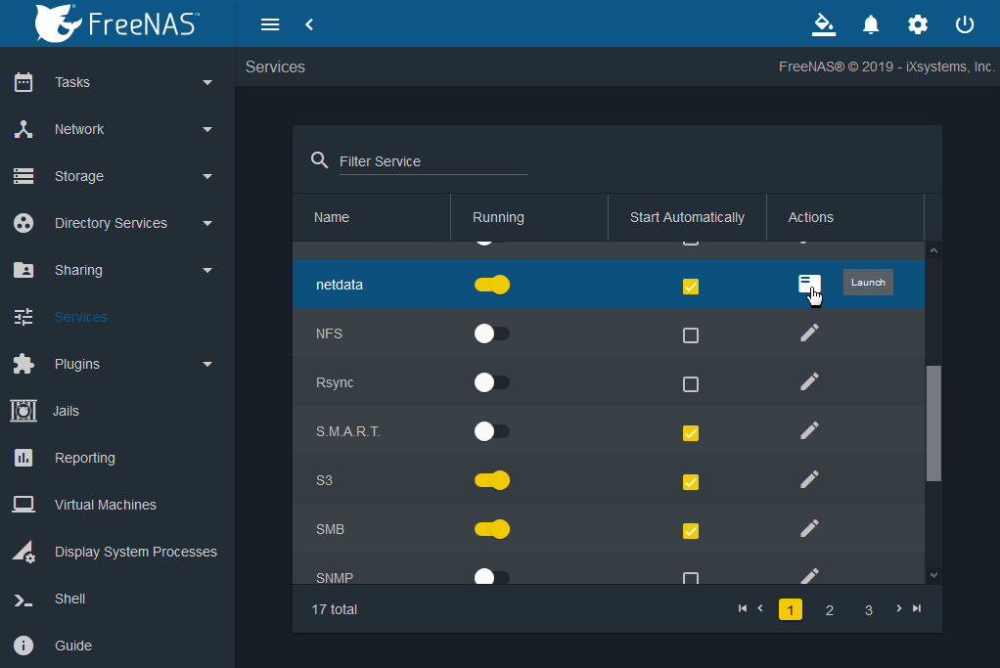 FreeNAS™
Services
FreeNAS® © 2019 - iXsystems, Inc.
Tasks
Network
Storage
Directory Services
Sharing
Services
Plugins
Jails
Reporting
Virtual Machines
Display System Processes
Shell
Guide
Filter Service
Name Running Start Automatically Actions
netdata Launch
NFS
Rsync
S.M.A.R.T.
S3
SMB
SNMP
17 total 1 2 3